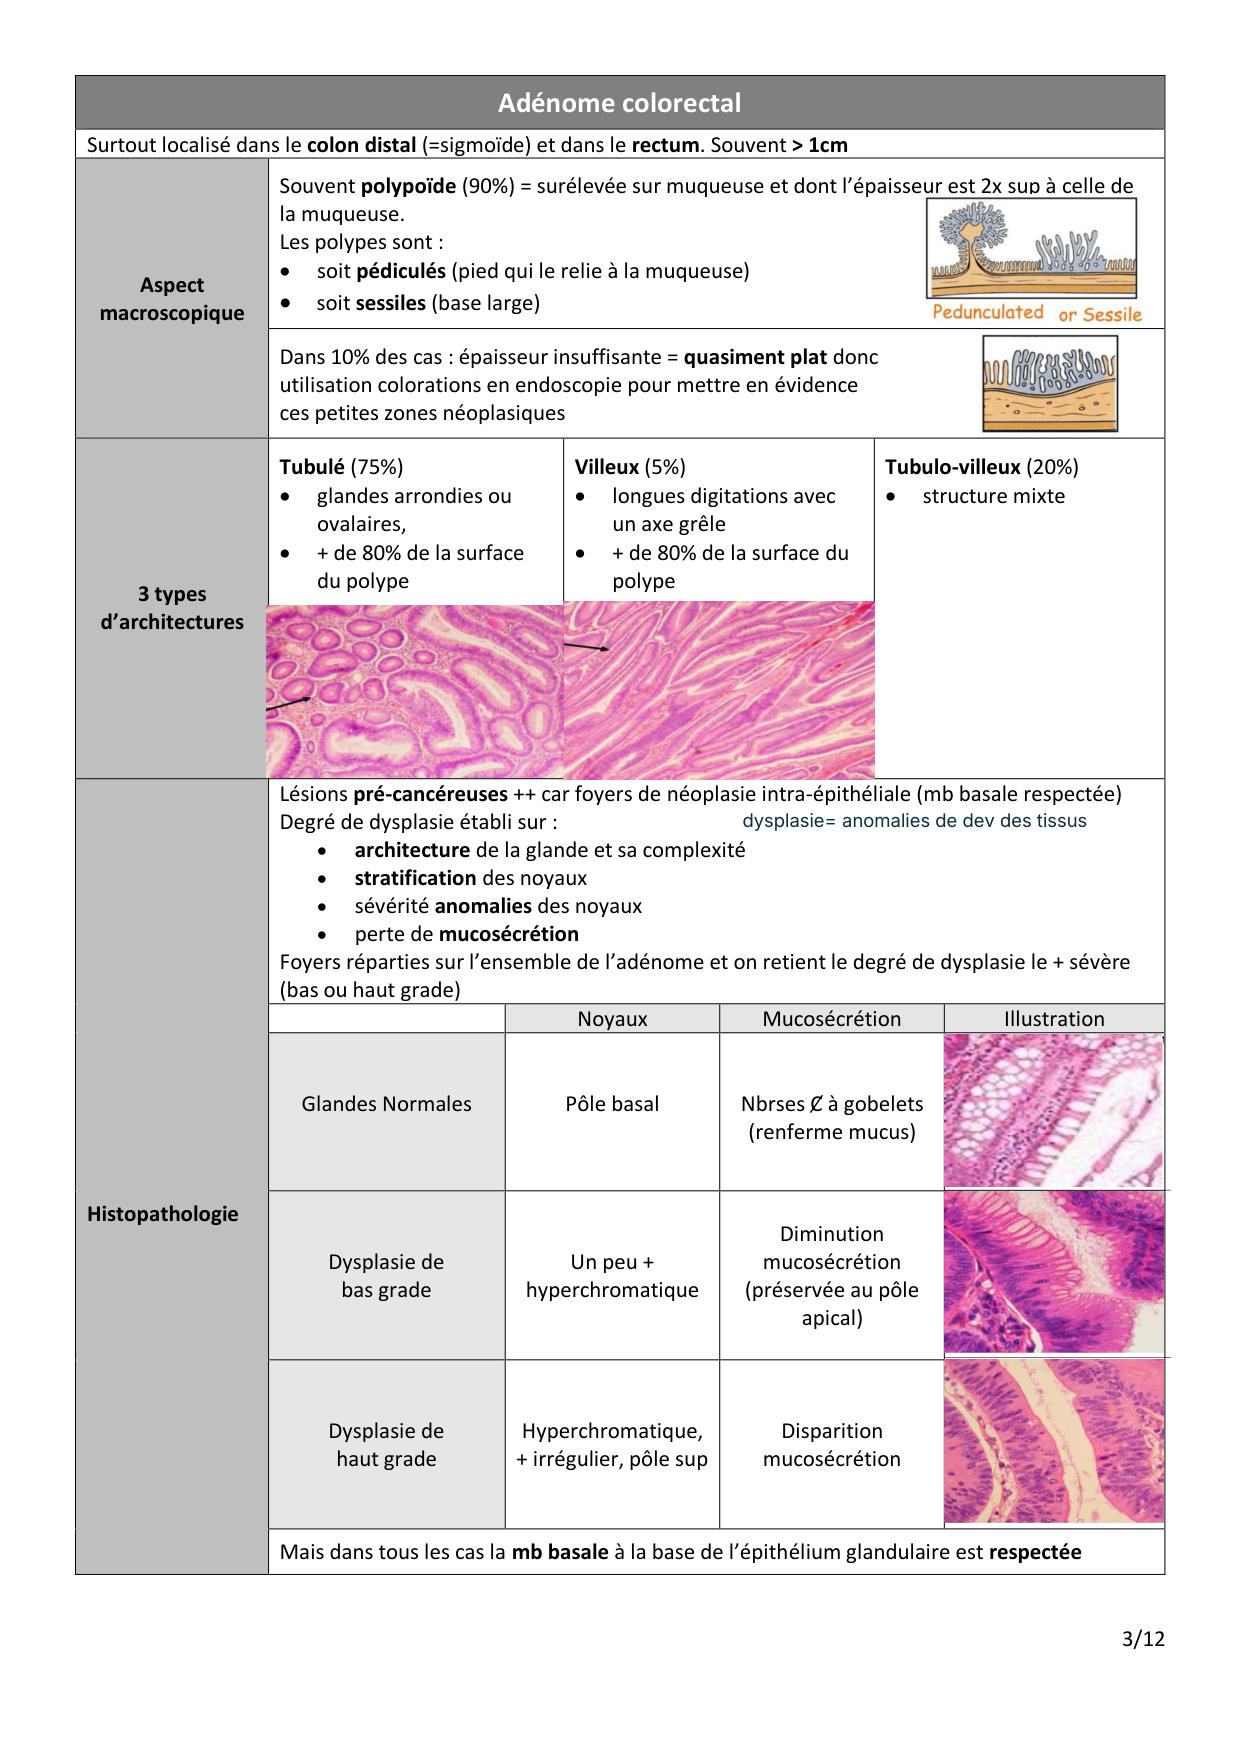 Adénome colorectal
Surtout localisé dans le colon distal (=sigmoïde) et dans le rectum. Souvent > 1cm
Aspect
macroscopique
Souvent polypoïde (90%) = surélevée sur muqueuse et dont l'épaisseur est 2x sup à celle de
la muqueuse.
Les polypes sont :
• soit pédiculés (pied qui le relie à la muqueuse)
• soit sessiles (base large)
Pedunculated or Sessile
Dans 10% des cas : épaisseur insuffisante = quasiment plat donc
utilisation colorations en endoscopie pour mettre en évidence
ces petites zones néoplasiques
3 types
d'architectures
Tubulé (75%)
• glandes arrondies ou
ovalaires,
• + de 80% de la surface
du polype
Villeux (5%)
• longues digitations avec
un axe grêle
• + de 80% de la surface du
polype
Tubulo-villeux (20%)
• structure mixte
Histopathologie
Lésions pré-cancéreuses ++ car foyers de néoplasie intra-épithéliale (mb basale respectée)
Degré de dysplasie établi sur :
dysplasie= anomalies de dev des tissus
• architecture de la glande et sa complexité
• stratification des noyaux
• sévérité anomalies des noyaux
• perte de mucosécrétion
Foyers réparties sur l'ensemble de l'adénome et on retient le degré de dysplasie le + sévère
(bas ou haut grade)
Noyaux
Mucosécrétion
Illustration
Glandes Normales
Pôle basal
Nbrses Ȼ à gobelets
(renferme mucus)
Dysplasie de
bas grade
Un peu +
hyperchromatique
Diminution
mucosécrétion
(préservée au pôle
apical)
Dysplasie de
haut grade
Hyperchromatique,
+ irrégulier, pôle sup
Disparition
mucosécrétion
Mais dans tous les cas la mb basale à la base de l'épithélium glandulaire est respectée
3/12